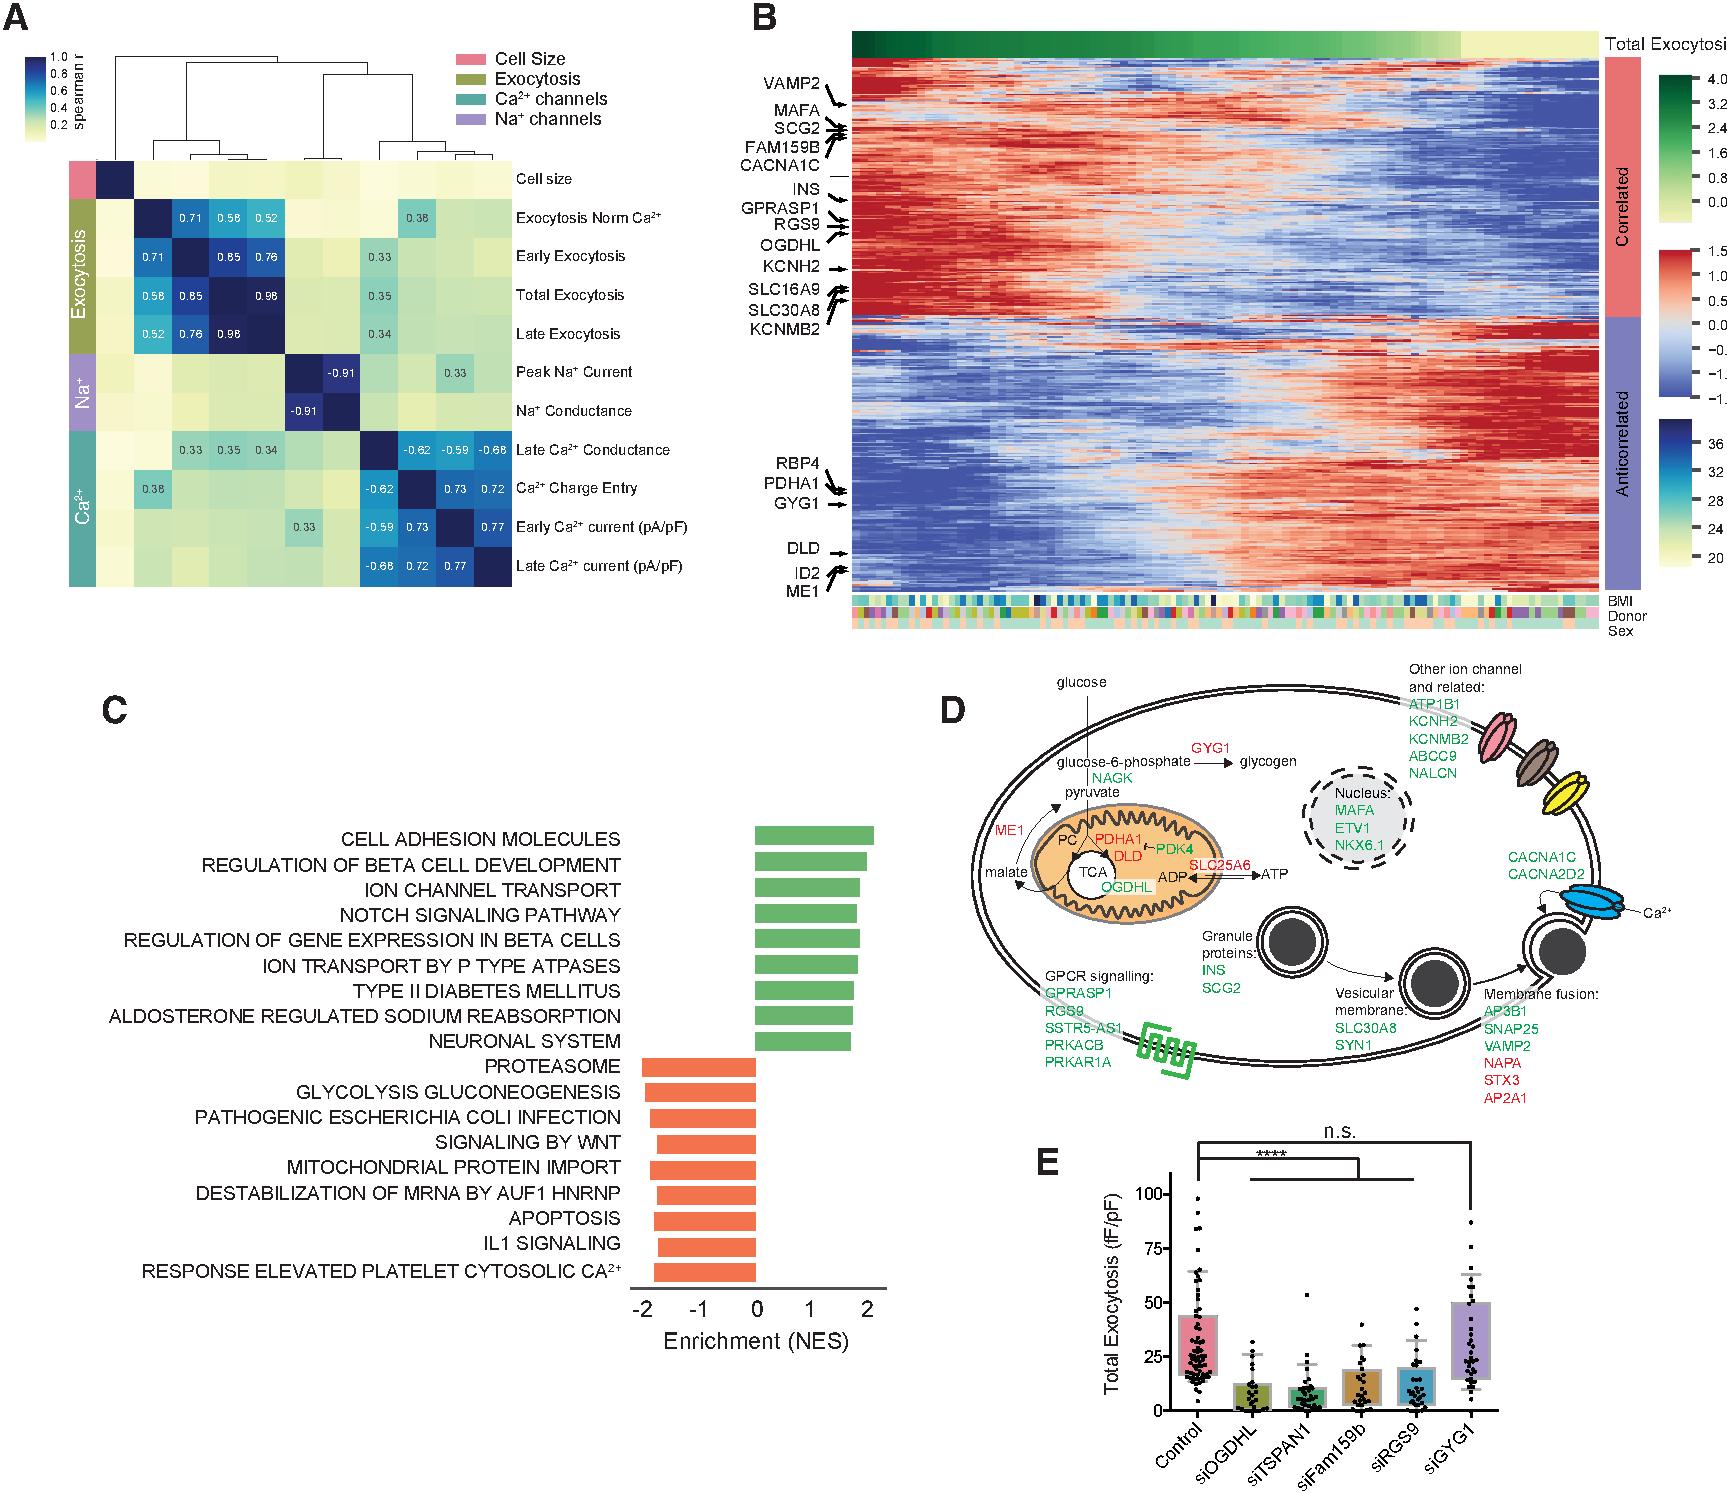 A
1.0
0.8
0.6
0.4
0.2
spearman r
Cell Size
Exocytosis
Ca²⁺ channels
Na⁺ channels
Exocytosis
Na⁺
Ca²⁺
Cell size
0.71 0.58 0.52 0.38 Exocytosis Norm Ca²⁺
0.71 0.85 0.76 0.33 Early Exocytosis
0.58 0.85 0.98 0.35 Total Exocytosis
0.52 0.76 0.98 0.34 Late Exocytosis
-0.91 0.33 Peak Na⁺ Current
-0.91 Na⁺ Conductance
0.33 0.35 0.34 -0.62 -0.59 -0.68 Late Ca²⁺ Conductance
0.38 -0.62 0.73 0.72 Ca²⁺ Charge Entry
0.33 -0.59 0.73 0.77 Early Ca²⁺ current (pA/pF)
-0.68 0.72 0.77 Late Ca²⁺ current (pA/pF)
B
Total Exocytosi
VAMP2
MAFA
SCG2
FAM159B
CACNA1C
INS
GPRASP1
RGS9
OGDHL
KCNH2
SLC16A9
SLC30A8
KCNMB2
RBP4
PDHA1
GYG1
DLD
ID2
ME1
Correlated
Anticorrelated
4.0
3.2
2.4
1.6
0.8
0.0
1.5
1.0
0.5
0.0
−0.
−1.
−1.
36
32
28
24
20
BMI
Donor
Sex
C
CELL ADHESION MOLECULES
REGULATION OF BETA CELL DEVELOPMENT
ION CHANNEL TRANSPORT
NOTCH SIGNALING PATHWAY
REGULATION OF GENE EXPRESSION IN BETA CELLS
ION TRANSPORT BY P TYPE ATPASES
TYPE II DIABETES MELLITUS
ALDOSTERONE REGULATED SODIUM REABSORPTION
NEURONAL SYSTEM
PROTEASOME
GLYCOLYSIS GLUCONEOGENESIS
PATHOGENIC ESCHERICHIA COLI INFECTION
SIGNALING BY WNT
MITOCHONDRIAL PROTEIN IMPORT
DESTABILIZATION OF MRNA BY AUF1 HNRNP
APOPTOSIS
IL1 SIGNALING
RESPONSE ELEVATED PLATELET CYTOSOLIC CA²⁺
-2 -1 0 1 2
Enrichment (NES)
D
glucose
glucose-6-phosphate
GYG1
glycogen
NAGK
pyruvate
ME1
malate
PC
PDHA1
DLD
PDK4
TCA
OGDHL
ADP
SLC25A6
ATP
Other ion channel
and related:
ATP1B1
KCNH2
KCNMB2
ABCC9
NALCN
Nucleus:
MAFA
ETV1
NKX6.1
CACNA1C
CACNA2D2
Ca²⁺
Granule
proteins:
INS
SCG2
GPCR signalling:
GPRASP1
RGS9
SSTR5-AS1
PRKACB
PRKAR1A
Vesicular
membrane:
SLC30A8
SYN1
Membrane fusion:
AP3B1
SNAP25
VAMP2
NAPA
STX3
AP2A1
E
n.s.
****
Total Exocytosis (fF/pF)
100
75
50
25
0
Control
siOGDHL
siTSPAN1
siFam159b
siRGS9
siGYG1